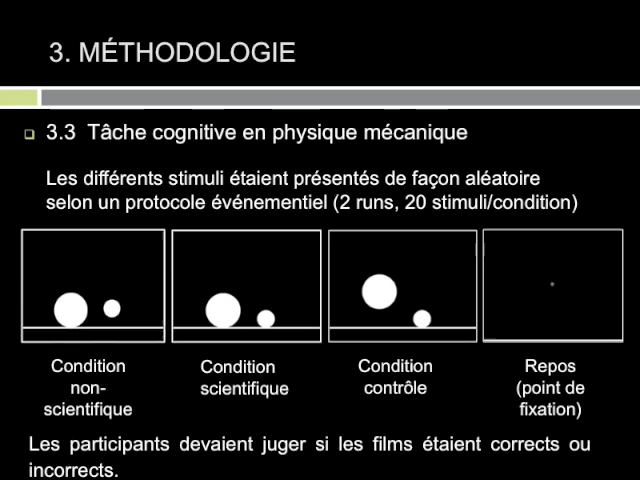 3. MÉTHODOLOGIE
3.3 Tâche cognitive en physique mécanique
Les différents stimuli étaient présentés de façon aléatoire
selon un protocole événementiel (2 runs, 20 stimuli/condition)
Condition
non-
scientifique
Condition
scientifique
Condition
contrôle
Repos
(point de
fixation)
Les participants devaient juger si les films étaient corrects ou
incorrects.